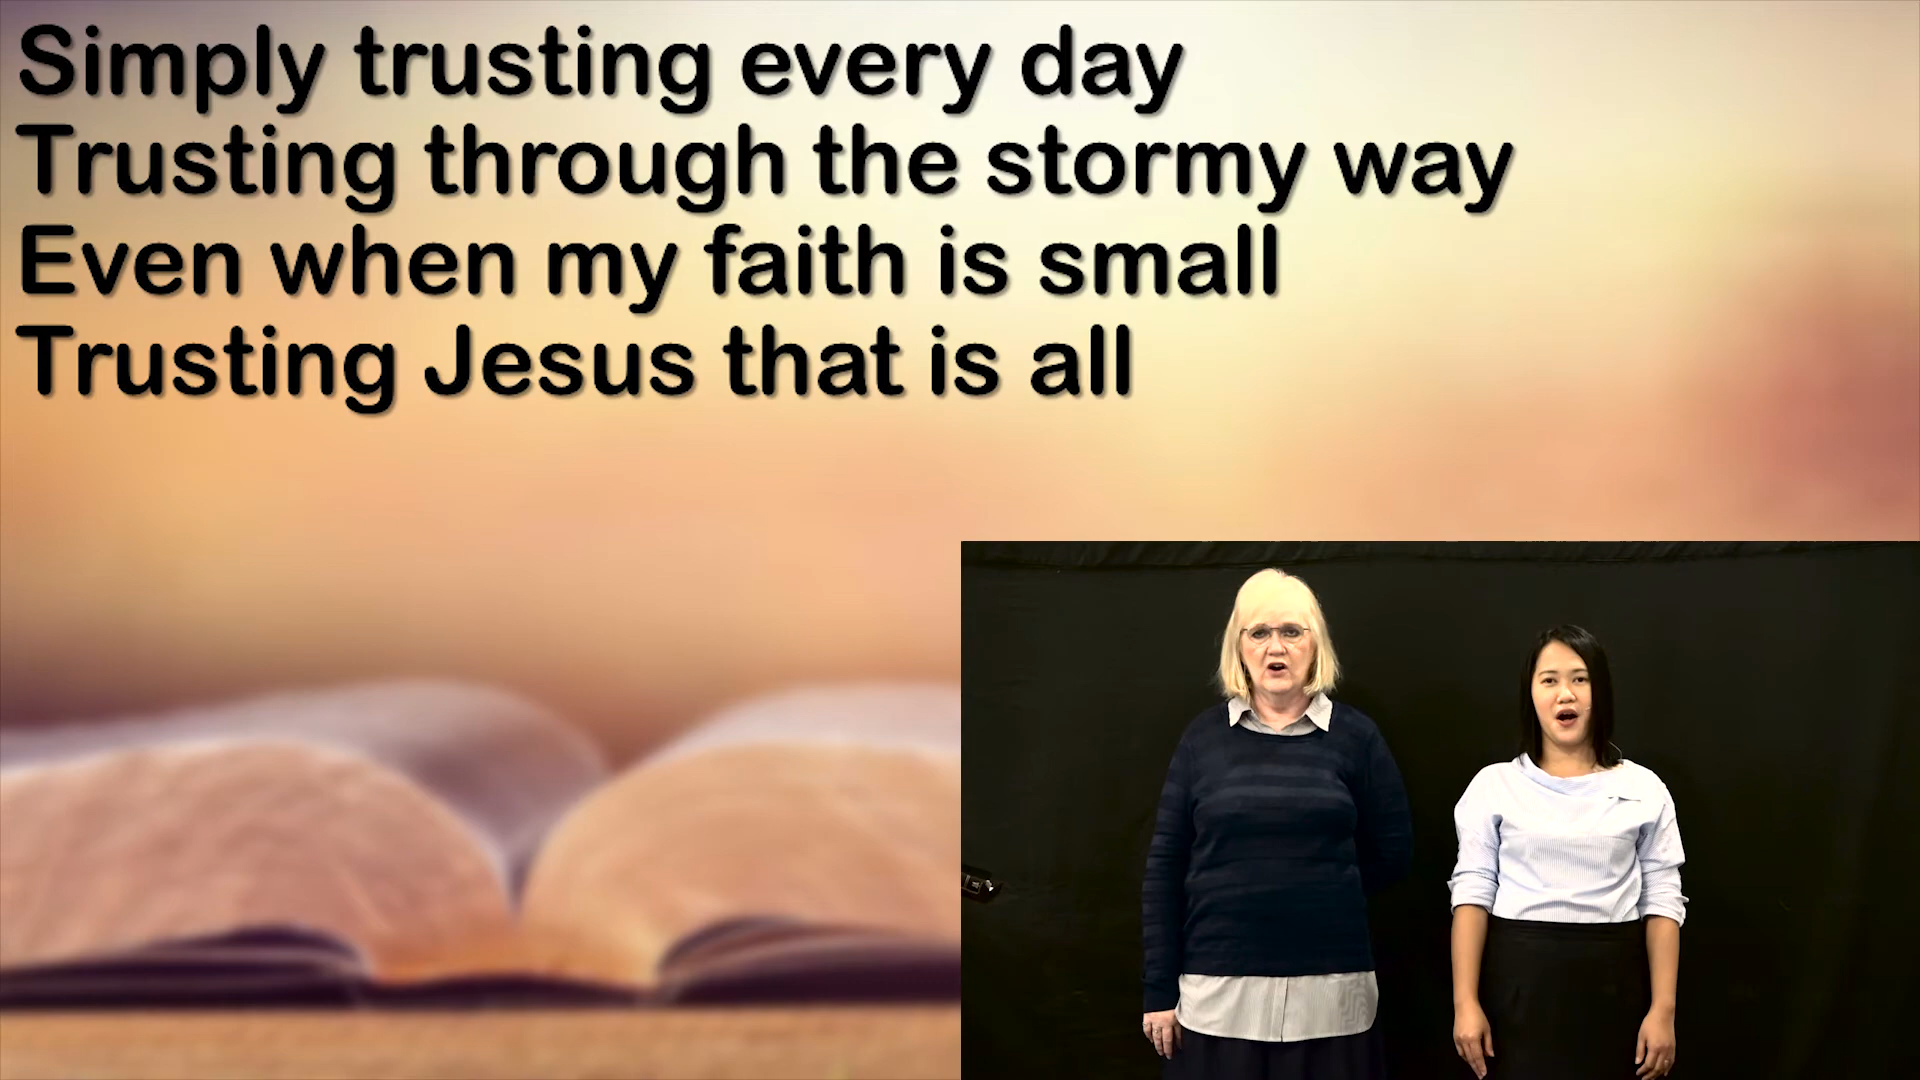 Simply trusting every day
Trusting through the stormy way
Even when my faith is small
Trusting Jesus that is all